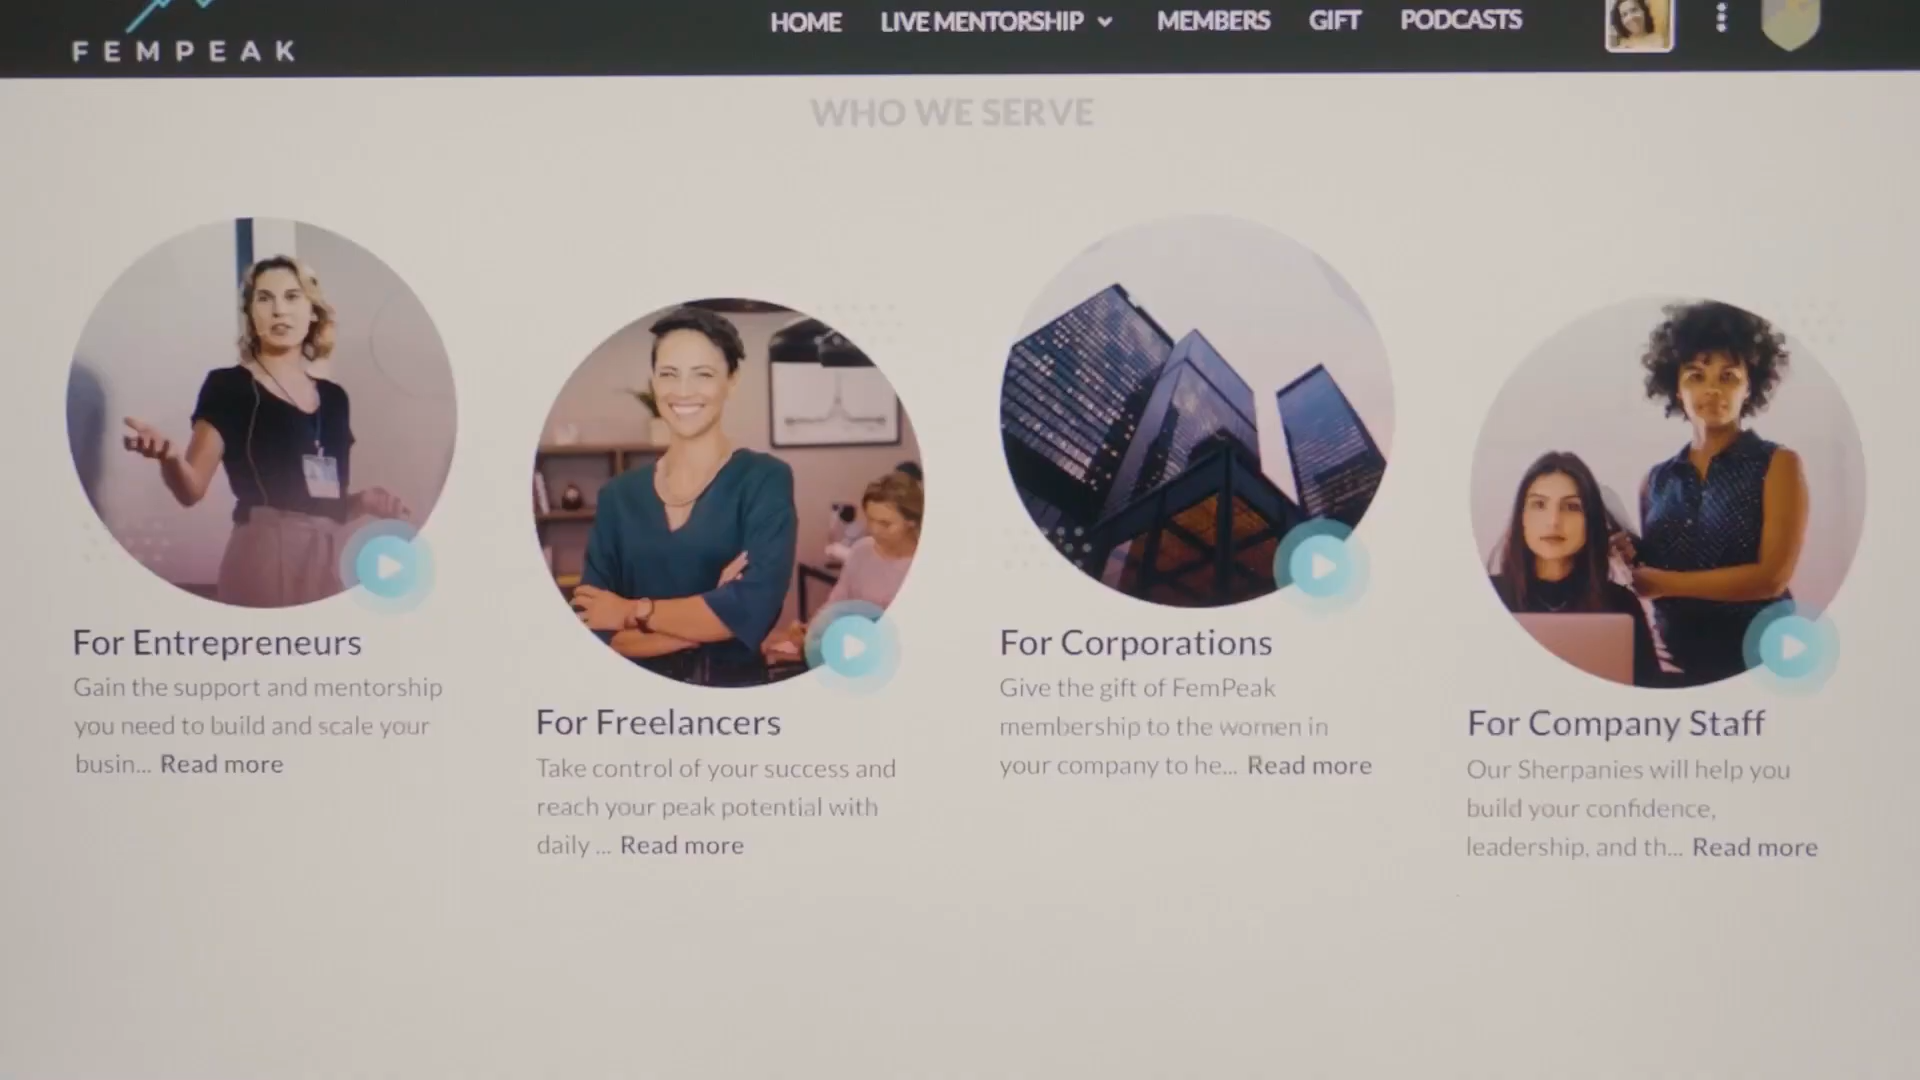 FEMPEAK
HOME LIVE MENTORSHIP MEMBERS GIFT PODCASTS
WHO WE SERVE
For Entrepreneurs
Gain the support and mentorship
you need to build and scale your
busin... Read more
For Freelancers
Take control of your success and
reach your peak potential with
daily ... Read more
For Corporations
Give the gift of FemPeak
membership to the women in
your company to he... Read more
For Company Staff
Our Sherpanies will help you
build your confidence,
leadership, and th... Read more